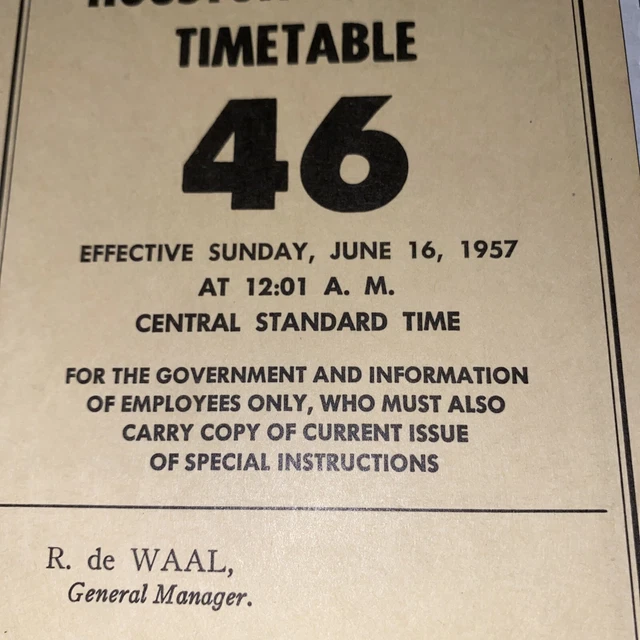 TIMETABLE
46
EFFECTIVE SUNDAY, JUNE 16, 1957
AT 12:01 A. M.
CENTRAL STANDARD TIME
FOR THE GOVERNMENT AND INFORMATION
OF EMPLOYEES ONLY, WHO MUST ALSO
CARRY COPY OF CURRENT ISSUE
OF SPECIAL INSTRUCTIONS
R. de WAAL,
General Manager.